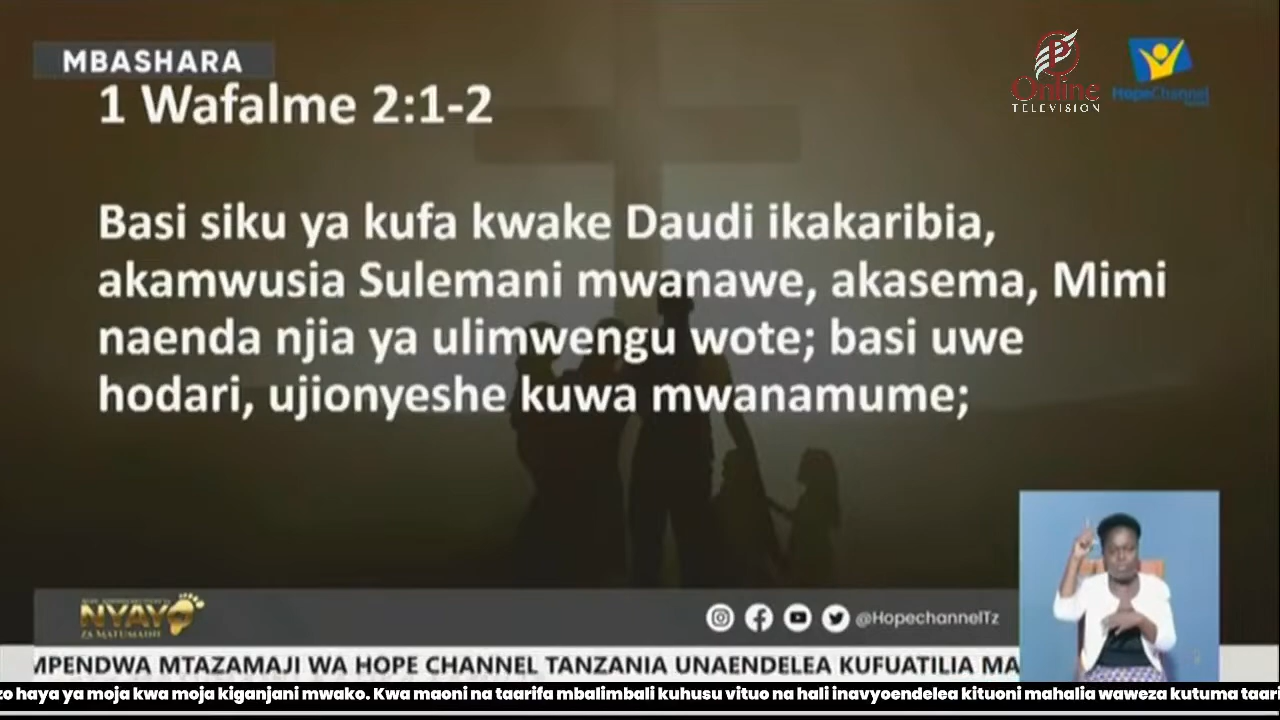 MBASHARA
1 Wafalme 2:1-2
Online
TELEVISION
HopeChannel
Basi siku ya kufa kwake Daudi ikakaribia,
akamwusia Sulemani mwanawe, akasema, Mimi
naenda njia ya ulimwengu wote; basi uwe
hodari, ujionyeshe kuwa mwanamume;
NYAYO
ZA MATUMAINI
@HopechannelTz
MPENDWA MTAZAMAJI WA HOPE CHANNEL TANZANIA UNAENDELEA KUFUATILIA MA
zo haya ya moja kwa moja kiganjani mwako. Kwa maoni na taarifa mbalimbali kuhusu vituo na hali inavyoendelea kituoni mahalia waweza kutuma taari